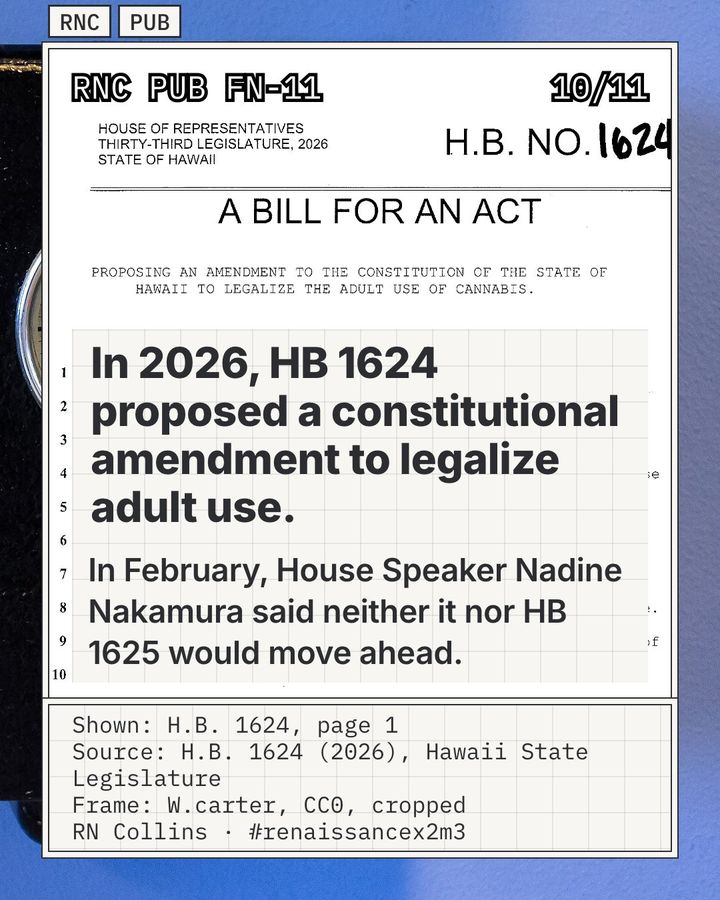 RNC PUB
RNC PUB FN-11 10/11
HOUSE OF REPRESENTATIVES
THIRTY-THIRD LEGISLATURE, 2026
STATE OF HAWAII
H.B. NO. 1624
A BILL FOR AN ACT
PROPOSING AN AMENDMENT TO THE CONSTITUTION OF THE STATE OF
HAWAII TO LEGALIZE THE ADULT USE OF CANNABIS.
1
2
3
4
5
6
7
8
9
10
In 2026, HB 1624
proposed a constitutional
amendment to legalize
adult use.
In February, House Speaker Nadine
Nakamura said neither it nor HB
1625 would move ahead.
Shown: H.B. 1624, page 1
Source: H.B. 1624 (2026), Hawaii State
Legislature
Frame: W.carter, CC0, cropped
RN Collins · #renaissancex2m3